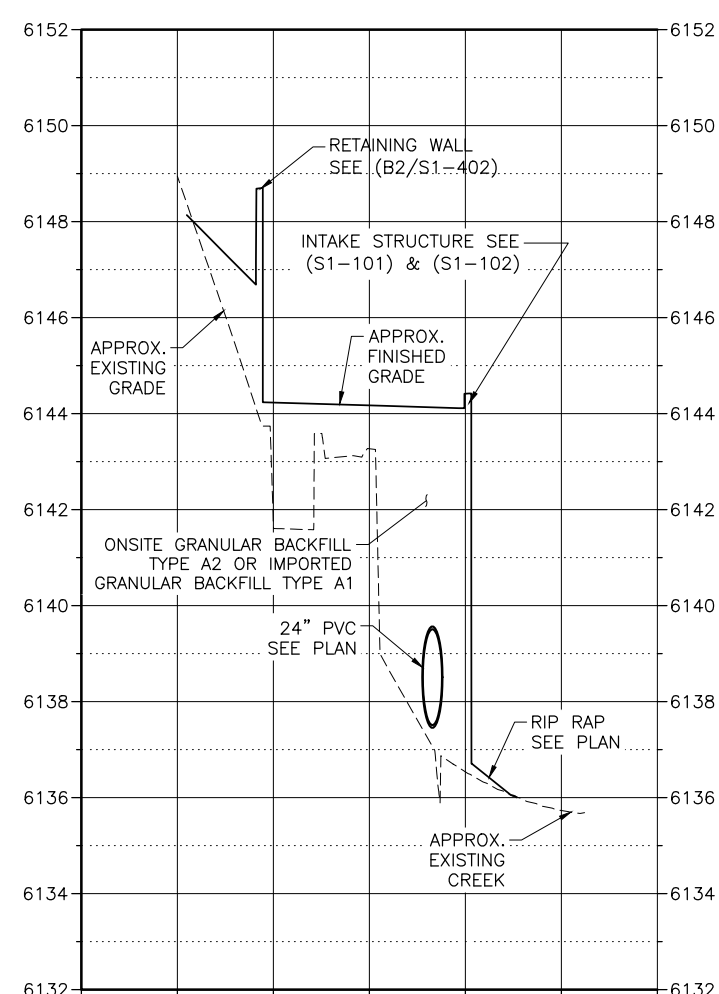 6152
6152
6150
6150
RETAINING WALL
SEE (B2/S1-402)
6148
6148
INTAKE STRUCTURE SEE
(S1-101) & (S1-102)
6146
6146
APPROX.
EXISTING
GRADE
APPROX.
FINISHED
GRADE
6144
6144
6142
6142
ONSITE GRANULAR BACKFILL
TYPE A2 OR IMPORTED
GRANULAR BACKFILL TYPE A1
6140
6140
24" PVC
SEE PLAN
6138
6138
RIP RAP
SEE PLAN
6136
6136
APPROX.
EXISTING
CREEK
6134
6134
6132
6132